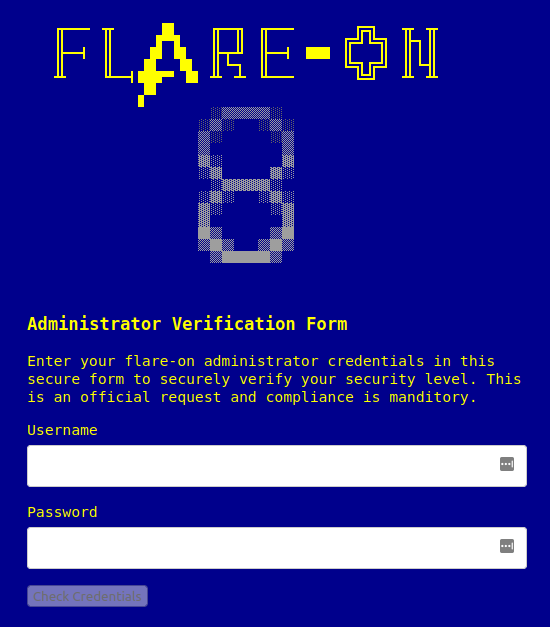 FLARE-ON
8
Administrator Verification Form
Enter your flare-on administrator credentials in this
secure form to securely verify your security level. This
is an official request and compliance is manditory.
Username
Password
Check Credentials